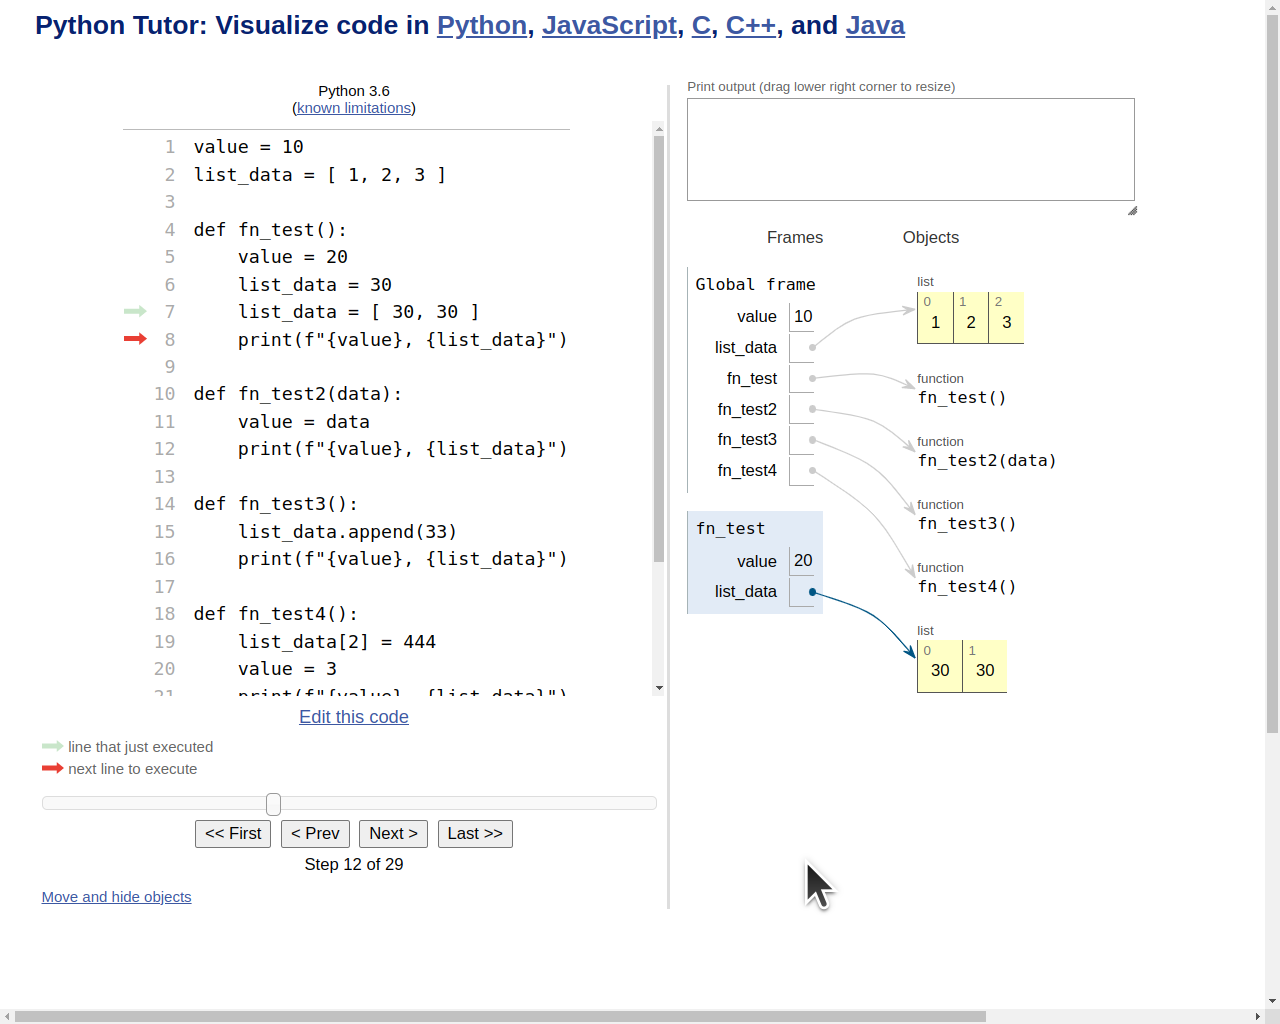 Python Tutor: Visualize code in Python, JavaScript, C, C++, and Java
Python 3.6
(known limitations)
1 value = 10
2 list_data = [ 1, 2, 3 ]
3
4 def fn_test():
5     value = 20
6     list_data = 30
7     list_data = [ 30, 30 ]
8     print(f"{value}, {list_data}")
9
10 def fn_test2(data):
11     value = data
12     print(f"{value}, {list_data}")
13
14 def fn_test3():
15     list_data.append(33)
16     print(f"{value}, {list_data}")
17
18 def fn_test4():
19     list_data[2] = 444
20     value = 3
21     print(f"{value}, {list_data}")
Edit this code
line that just executed
next line to execute
<< First < Prev Next > Last >>
Step 12 of 29
Move and hide objects
Print output (drag lower right corner to resize)
Frames Objects
Global frame
value 10
list_data
fn_test
fn_test2
fn_test3
fn_test4
fn_test
value 20
list_data
list
0 1 2
1 2 3
function
fn_test()
function
fn_test2(data)
function
fn_test3()
function
fn_test4()
list
0 1
30 30